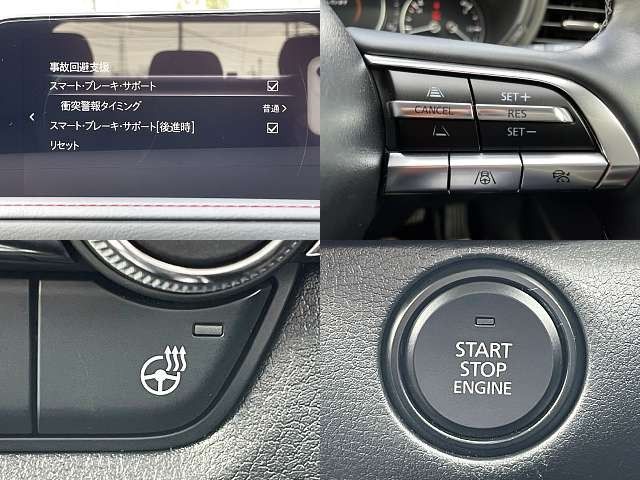 事故回避支援
スマート・ブレーキ・サポート
衝突警報タイミング 普通
スマート・ブレーキ・サポート[後進時]
リセット
SET+
CANCEL RES
SET−
START
STOP
ENGINE